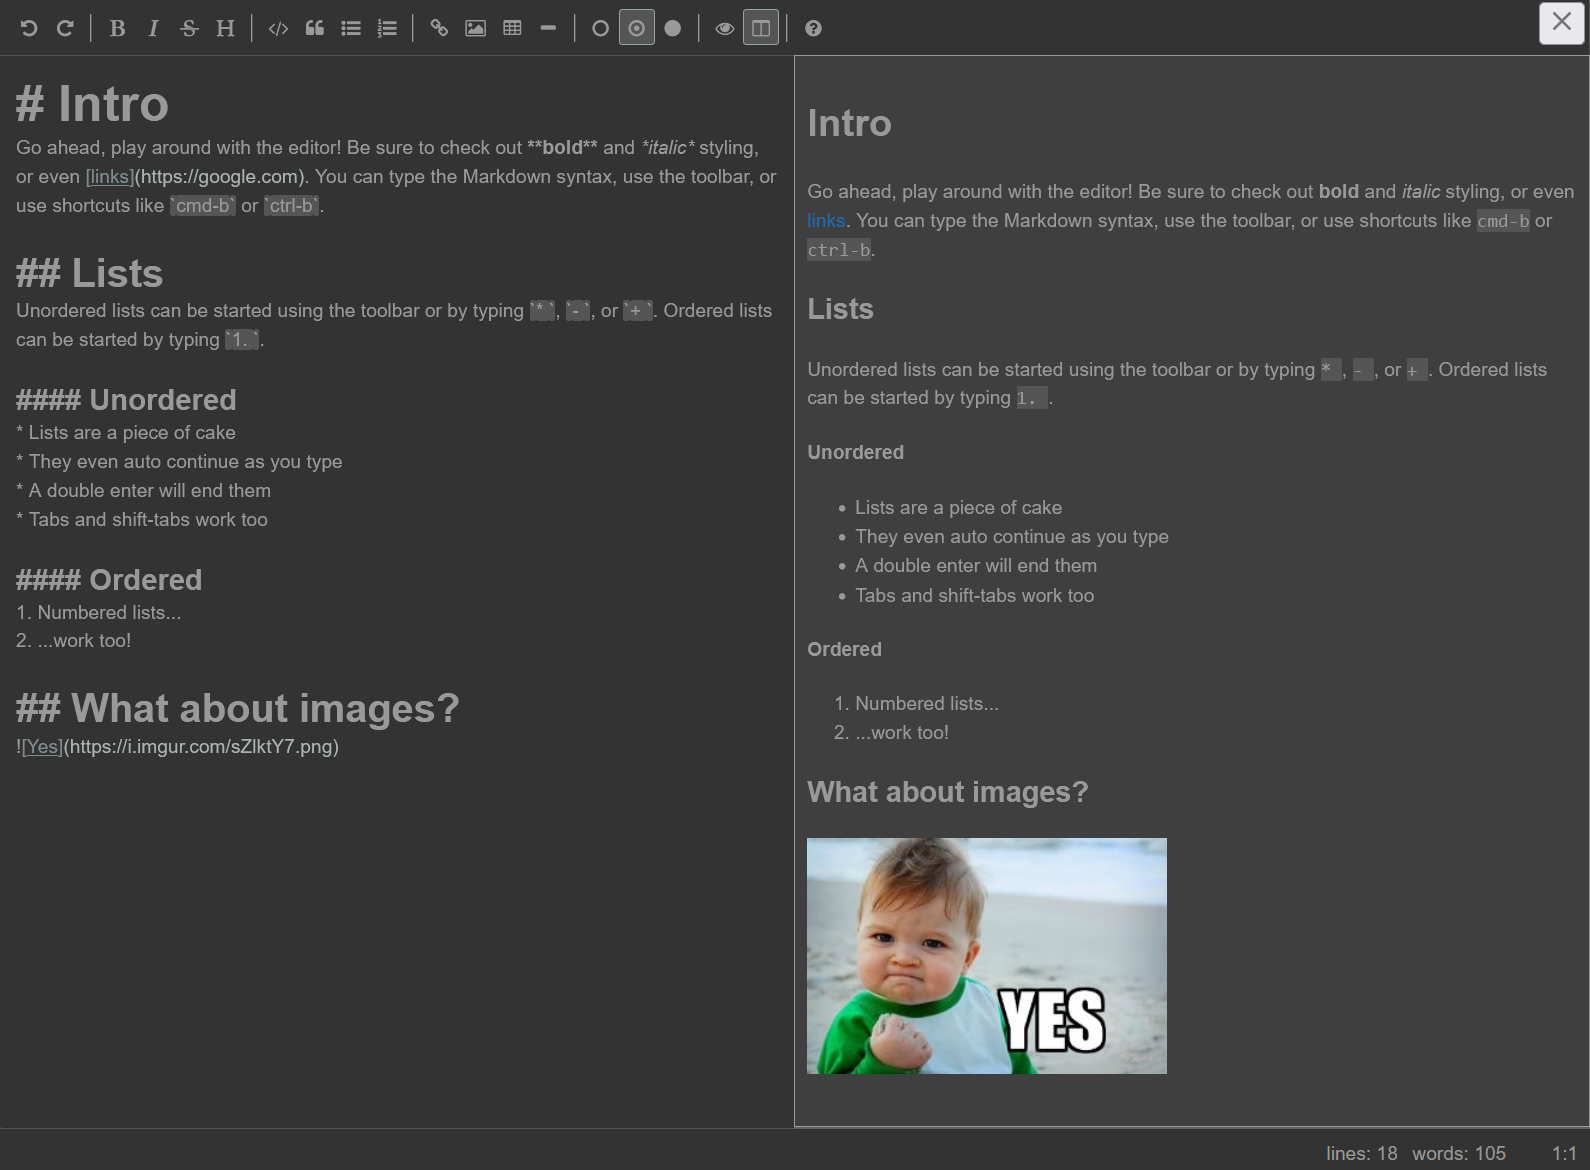 B I S H
# Intro
Go ahead, play around with the editor! Be sure to check out **bold** and *italic* styling,
or even [links](https://google.com). You can type the Markdown syntax, use the toolbar, or
use shortcuts like `cmd-b` or `ctrl-b`.
## Lists
Unordered lists can be started using the toolbar or by typing `* `, `- `, or `+ `. Ordered lists
can be started by typing `1. `.
#### Unordered
* Lists are a piece of cake
* They even auto continue as you type
* A double enter will end them
* Tabs and shift-tabs work too
#### Ordered
1. Numbered lists...
2. ...work too!
## What about images?
![Yes](https://i.imgur.com/sZlktY7.png)
Intro
Go ahead, play around with the editor! Be sure to check out bold and italic styling, or even
links. You can type the Markdown syntax, use the toolbar, or use shortcuts like cmd-b or
ctrl-b.
Lists
Unordered lists can be started using the toolbar or by typing * , - , or + . Ordered lists
can be started by typing 1. .
Unordered
• Lists are a piece of cake
• They even auto continue as you type
• A double enter will end them
• Tabs and shift-tabs work too
Ordered
1. Numbered lists...
2. ...work too!
What about images?
YES
lines: 18 words: 105 1:1